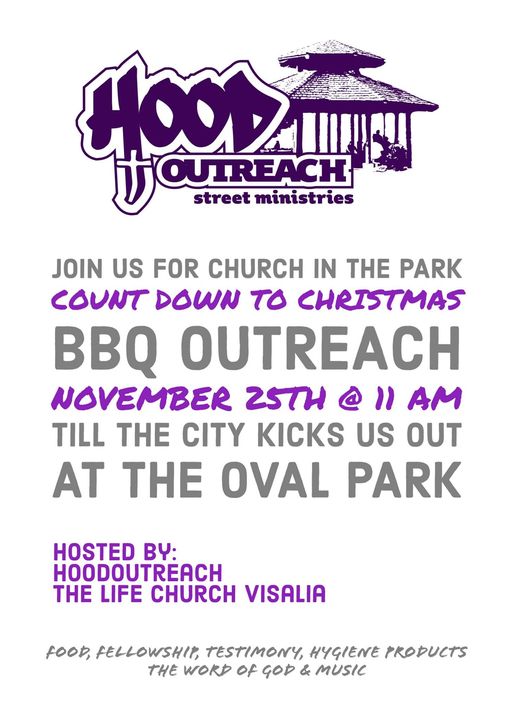 HOOD
OUTREACH
street ministries
JOIN US FOR CHURCH IN THE PARK
COUNT DOWN TO CHRISTMAS
BBQ OUTREACH
NOVEMBER 25TH @ 11 AM
TILL THE CITY KICKS US OUT
AT THE OVAL PARK
HOSTED BY:
HOODOUTREACH
THE LIFE CHURCH VISALIA
FOOD, FELLOWSHIP, TESTIMONY, HYGIENE PRODUCTS
THE WORD OF GOD & MUSIC